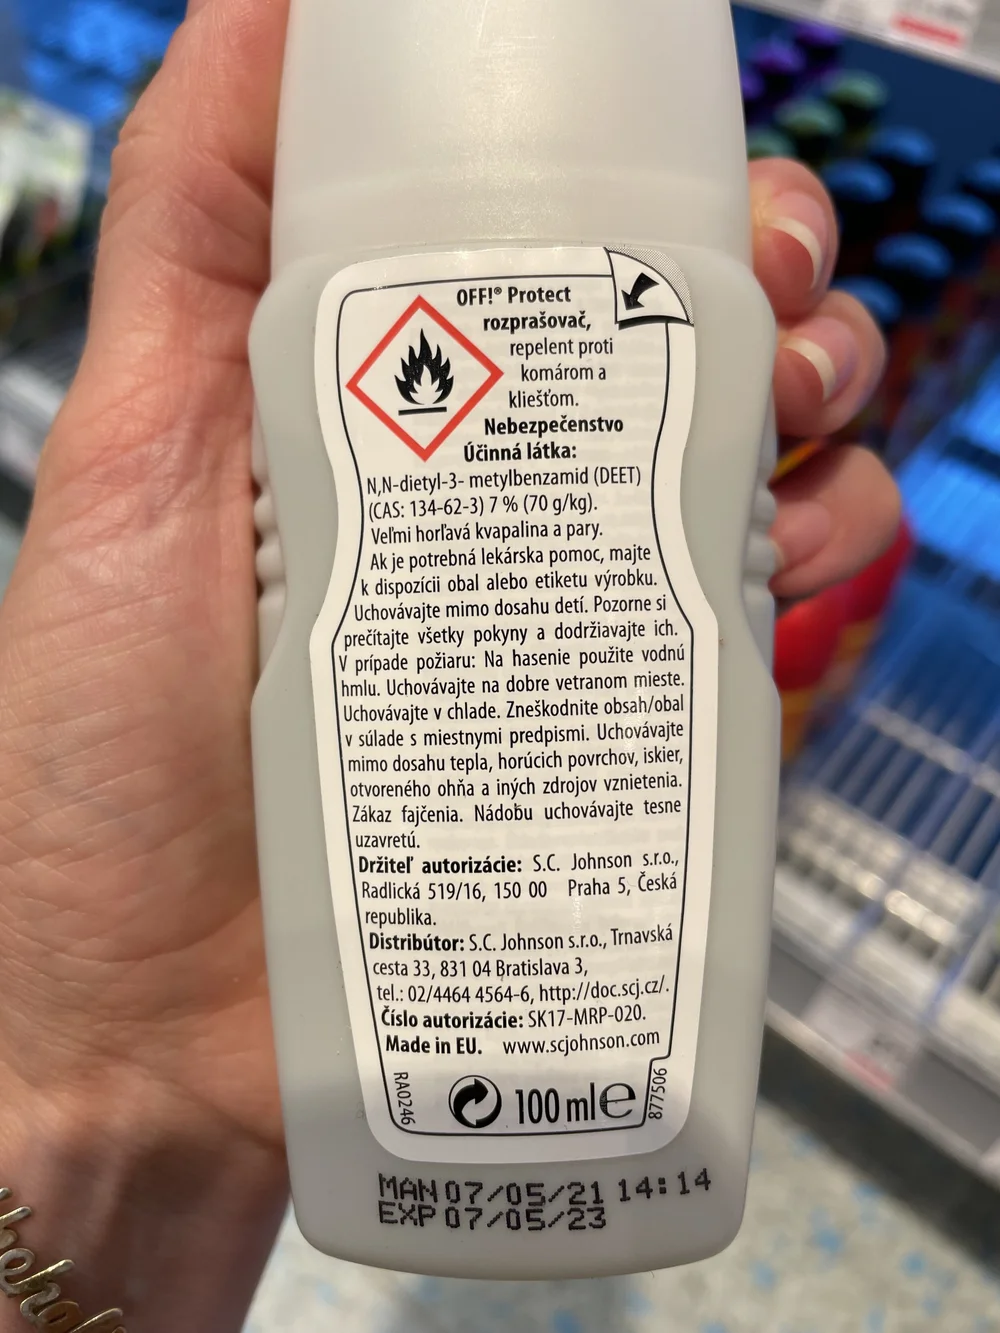 OFF!® Protect
rozprašovač,
repelent proti
komárom a
kliešťom.
Nebezpečenstvo
Účinná látka:
N,N-dietyl-3- metylbenzamid (DEET)
(CAS: 134-62-3) 7 % (70 g/kg).
Veľmi horľavá kvapalina a pary.
Ak je potrebná lekárska pomoc, majte
k dispozícii obal alebo etiketu výrobku.
Uchovávajte mimo dosahu detí. Pozorne si
prečítajte všetky pokyny a dodržiavajte ich.
V prípade požiaru: Na hasenie použite vodnú
hmlu. Uchovávajte na dobre vetranom mieste.
Uchovávajte v chlade. Zneškodnite obsah/obal
v súlade s miestnymi predpismi. Uchovávajte
mimo dosahu tepla, horúcich povrchov, iskier,
otvoreného ohňa a iných zdrojov vznietenia.
Zákaz fajčenia. Nádobu uchovávajte tesne
uzavretú.
Držiteľ autorizácie: S.C. Johnson s.r.o.,
Radlická 519/16, 150 00 Praha 5, Česká
republika.
Distribútor: S.C. Johnson s.r.o., Trnavská
cesta 33, 831 04 Bratislava 3,
tel.: 02/4464 4564-6, http://doc.scj.cz/.
Číslo autorizácie: SK17-MRP-020.
Made in EU. www.scjohnson.com
RA0246
100 ml e
877506
MAN 07/05/21 14:14
EXP 07/05/23